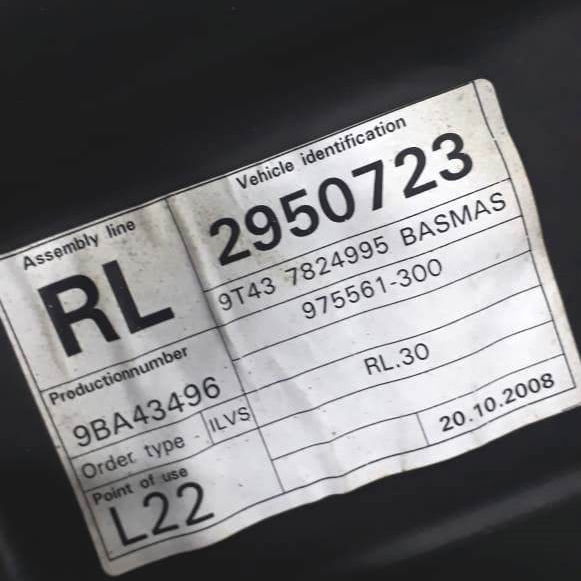 Assembly line
RL
Vehicle identification
2950723
9T43 7824995 BASMAS
975561-300
Productionnumber
9BA43496
RL.30
Order type ILVS
20.10.2008
Point of use
L22